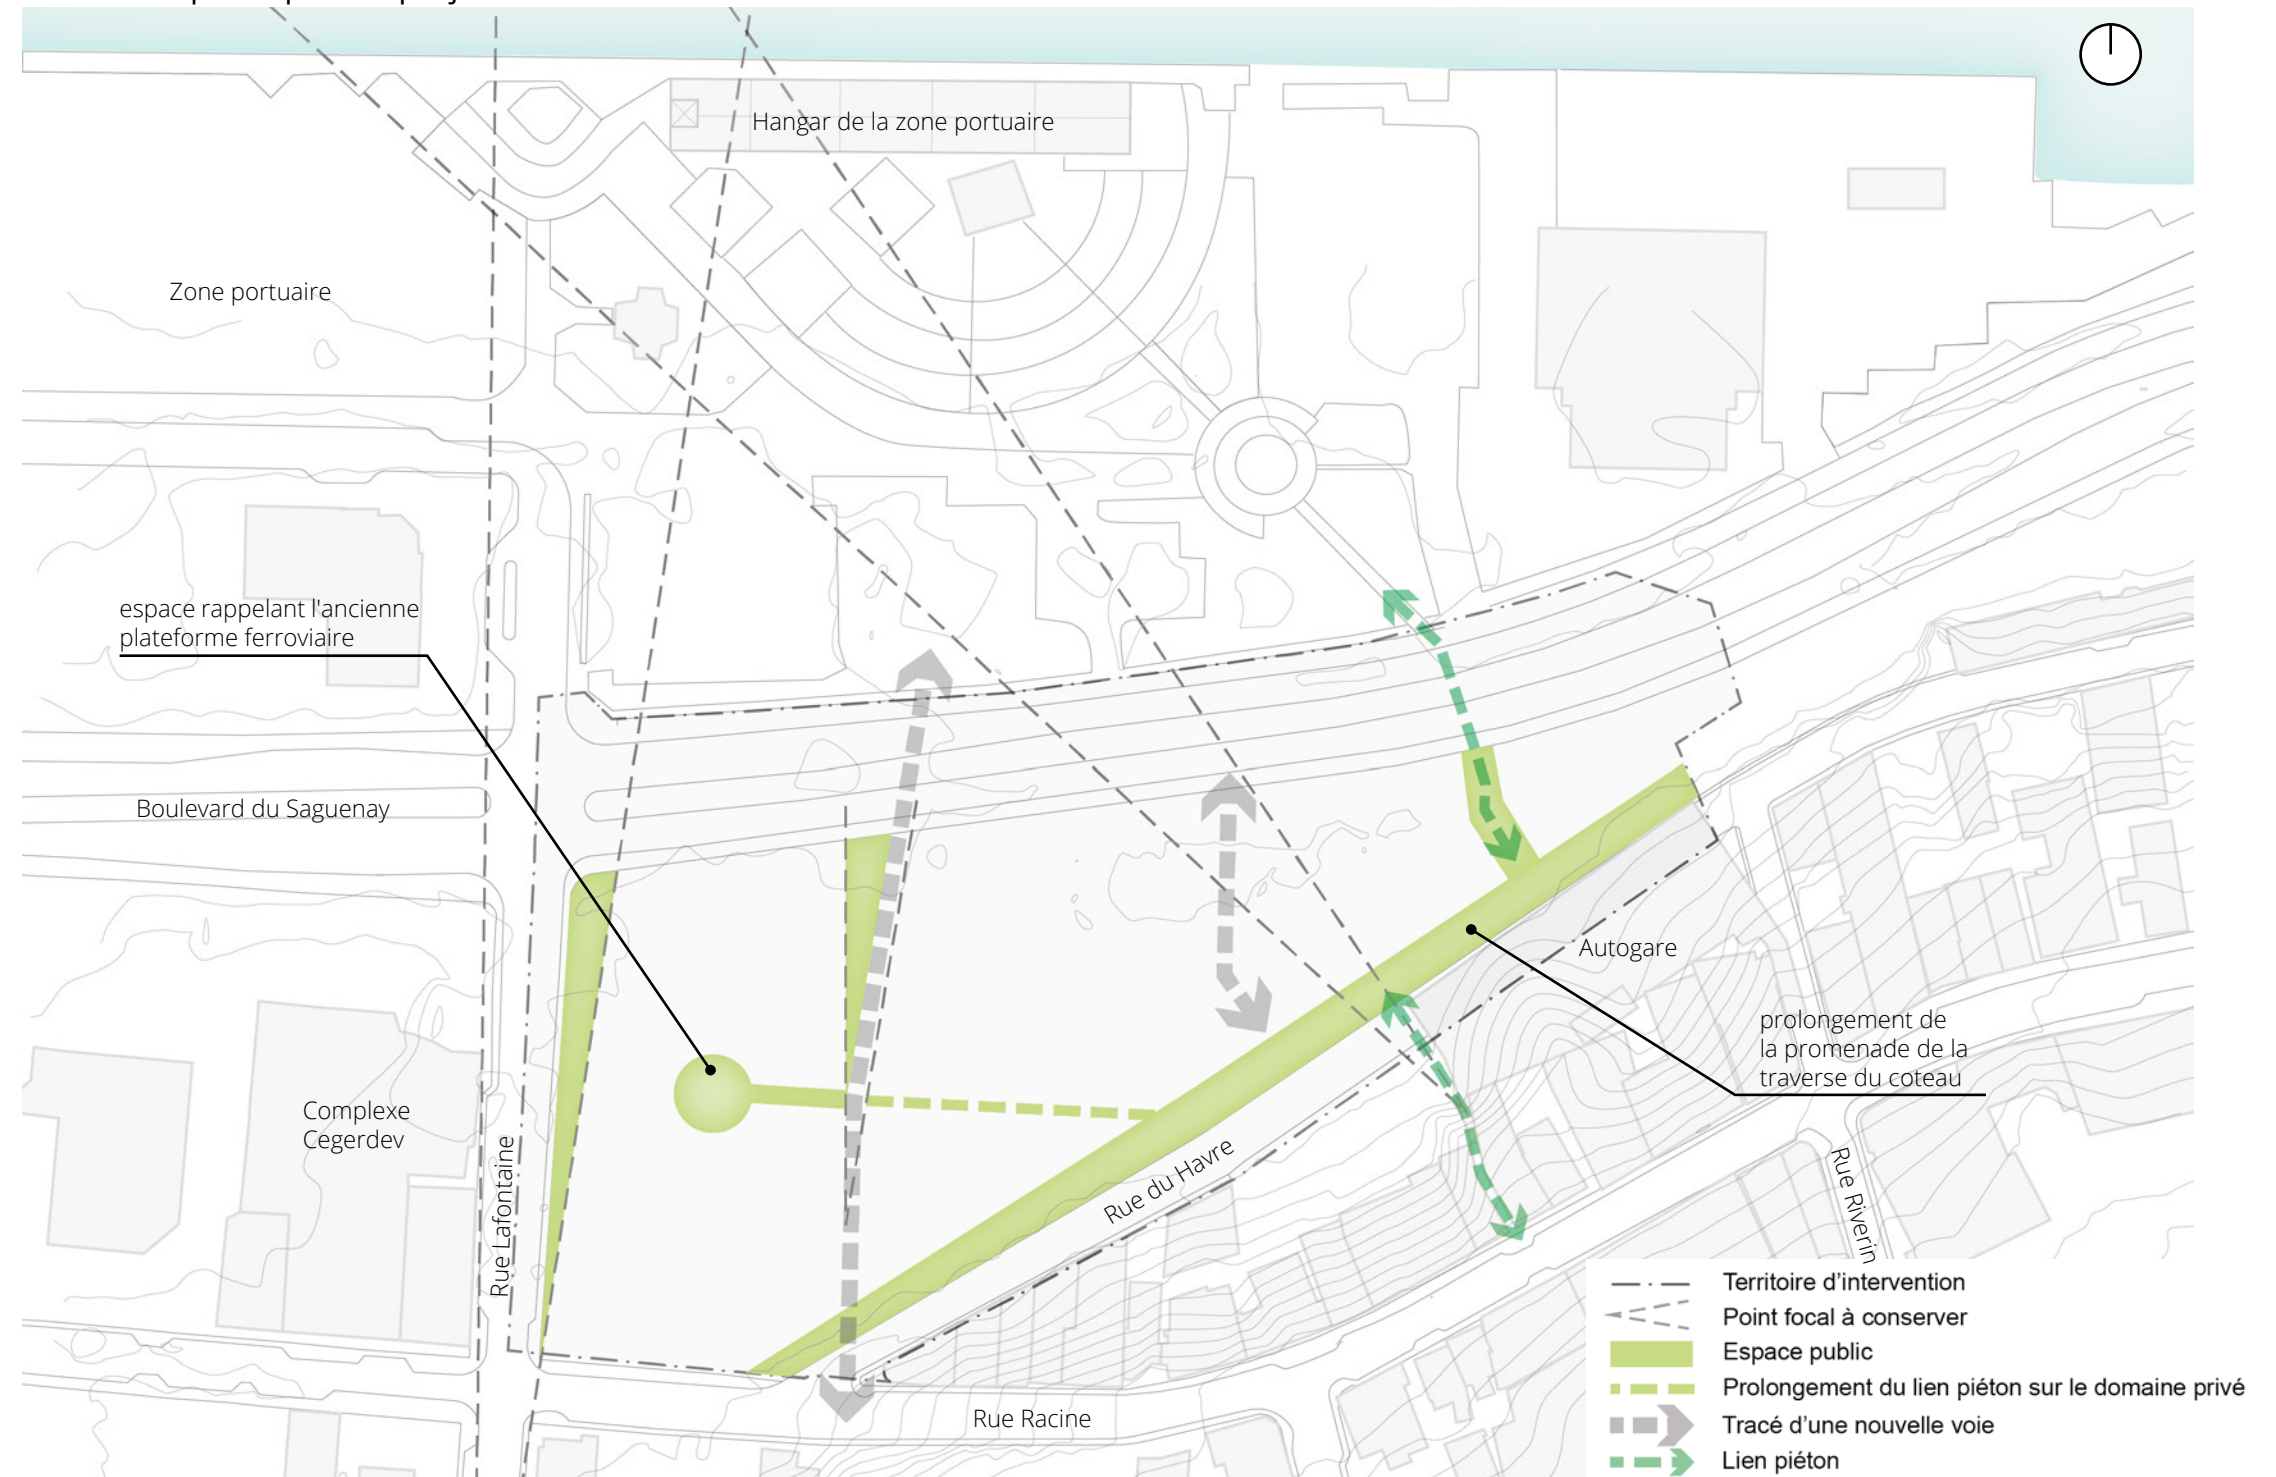 Hangar de la zone portuaire
Zone portuaire
espace rappelant l'ancienne
plateforme ferroviaire
Boulevard du Saguenay
Autogare
prolongement de
la promenade de la
traverse du coteau
Complexe
Cegerdev
Rue Lafontaine
Rue du Havre
Rue Riverin
Rue Racine
Territoire d'intervention
Point focal à conserver
Espace public
Prolongement du lien piéton sur le domaine privé
Tracé d'une nouvelle voie
Lien piéton